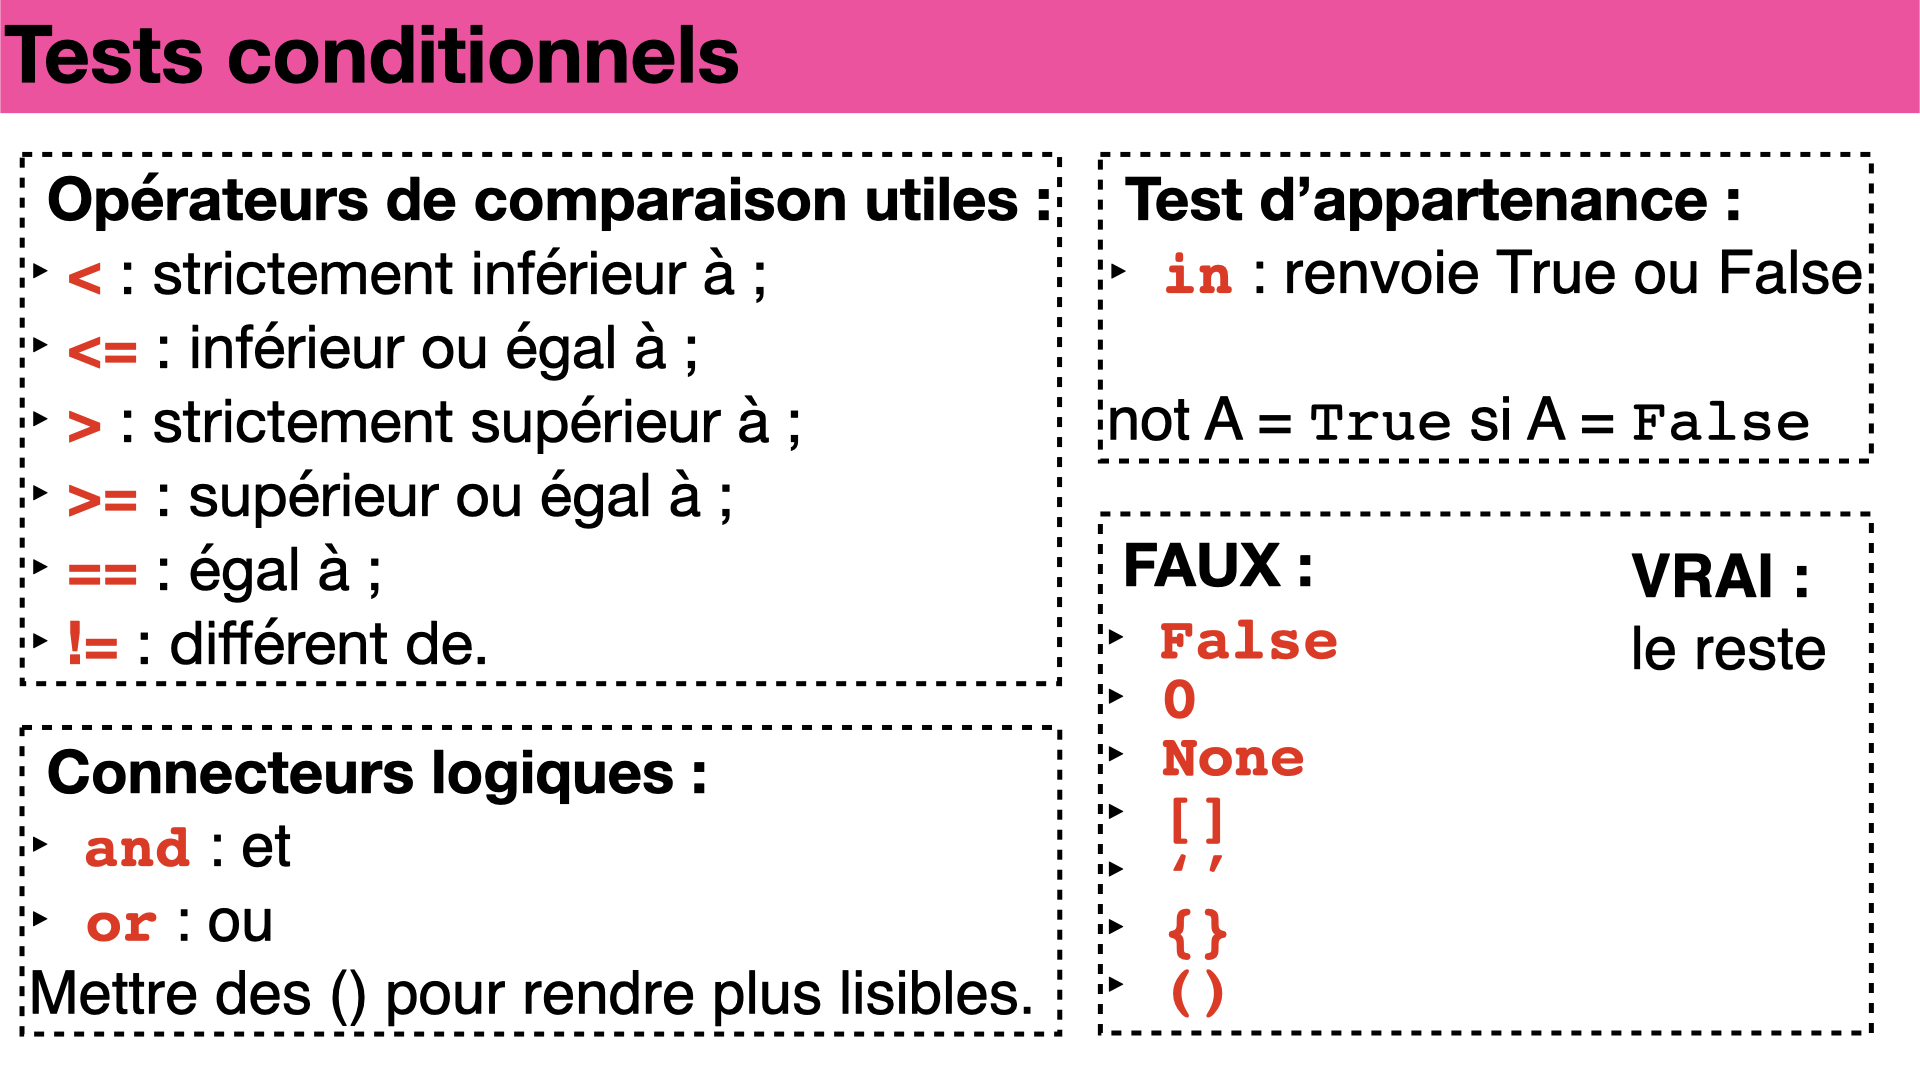 Tests conditionnels
Opérateurs de comparaison utiles :
‣ < : strictement inférieur à ;
‣ <= : inférieur ou égal à ;
‣ > : strictement supérieur à ;
‣ >= : supérieur ou égal à ;
‣ == : égal à ;
‣ != : différent de.
Connecteurs logiques :
‣ and : et
‣ or : ou
Mettre des () pour rendre plus lisibles.
Test d’appartenance :
‣ in : renvoie True ou False
not A = True si A = False
FAUX :
‣ False
‣ 0
‣ None
‣ []
‣ ‘’
‣ {}
‣ ()
VRAI :
le reste